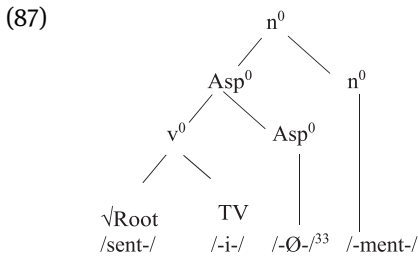 (87)
n⁰
Asp⁰ n⁰
v⁰ Asp⁰
√Root TV
/sent-/ /-i-/ /-Ø-/³³ /-ment-/